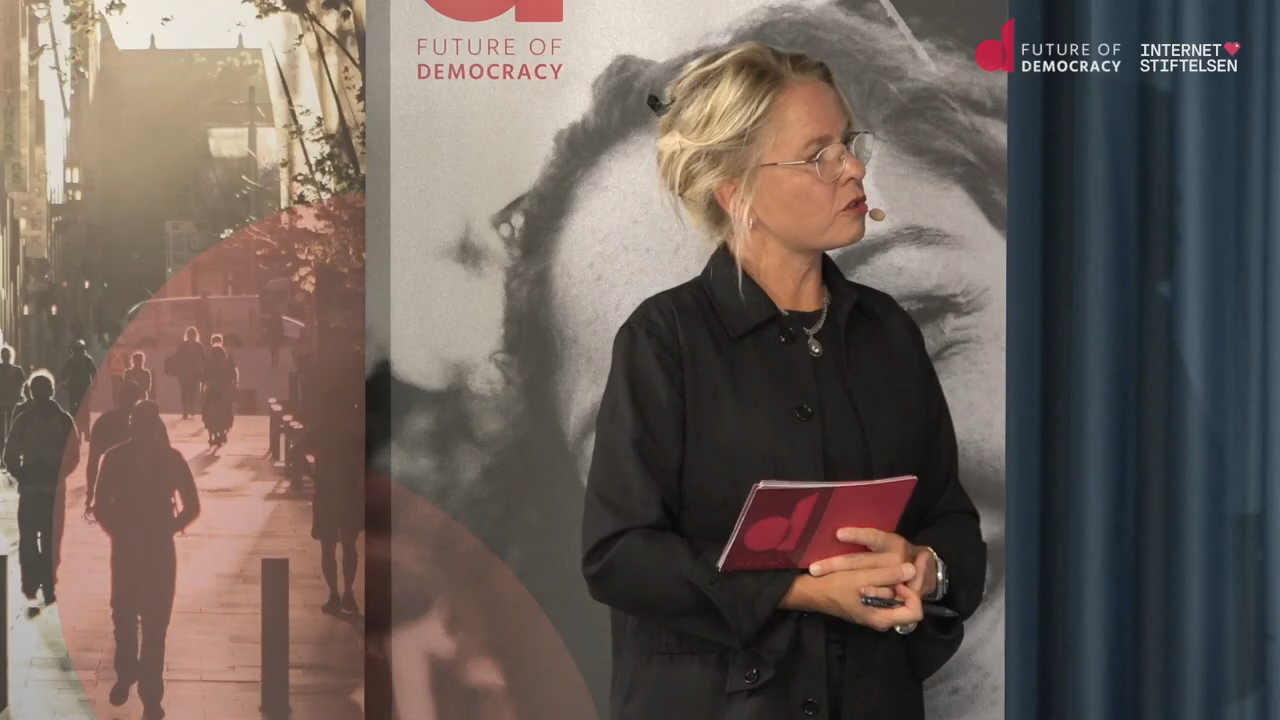 FUTURE OF
DEMOCRACY
FUTURE OF
DEMOCRACY
INTERNET
STIFTELSEN